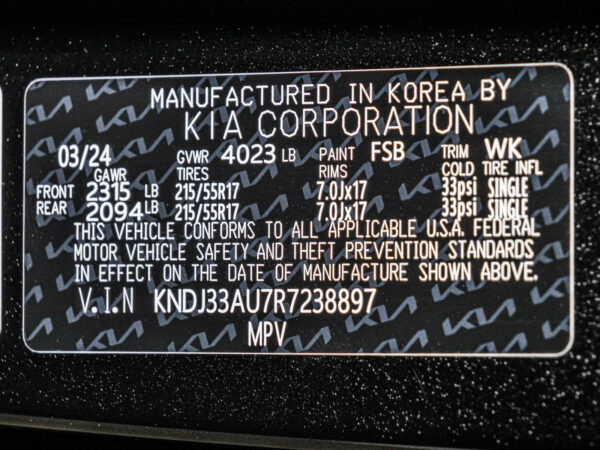 MANUFACTURED IN KOREA BY
KIA CORPORATION
03/24 GVWR 4023 LB PAINT FSB TRIM WK
GAWR TIRES RIMS COLD TIRE INFL
FRONT 2315 LB 215/55R17 7.0Jx17 33psi SINGLE
REAR 2094 LB 215/55R17 7.0Jx17 33psi SINGLE
THIS VEHICLE CONFORMS TO ALL APPLICABLE U.S.A. FEDERAL
MOTOR VEHICLE SAFETY AND THEFT PREVENTION STANDARDS
IN EFFECT ON THE DATE OF MANUFACTURE SHOWN ABOVE.
V.I.N KNDJ33AU7R7238897
MPV